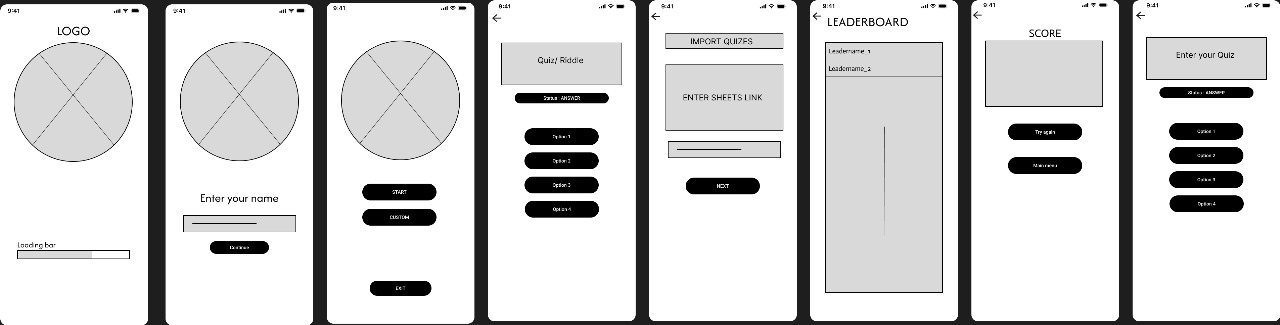 9:41
LOGO
Loading bar
9:41
Enter your name
Continue
9:41
START
CUSTOM
EXIT
9:41
Quiz/ Riddle
Status : ANSWER
Option 1
Option 2
Option 3
Option 4
9:41
IMPORT QUIZES
ENTER SHEETS LINK
NEXT
9:41
LEADERBOARD
Leadername_1
Leadername_2
9:41
SCORE
Try again
Main menu
9:41
Enter your Quiz
Status : ANSWER
Option 1
Option 2
Option 3
Option 4